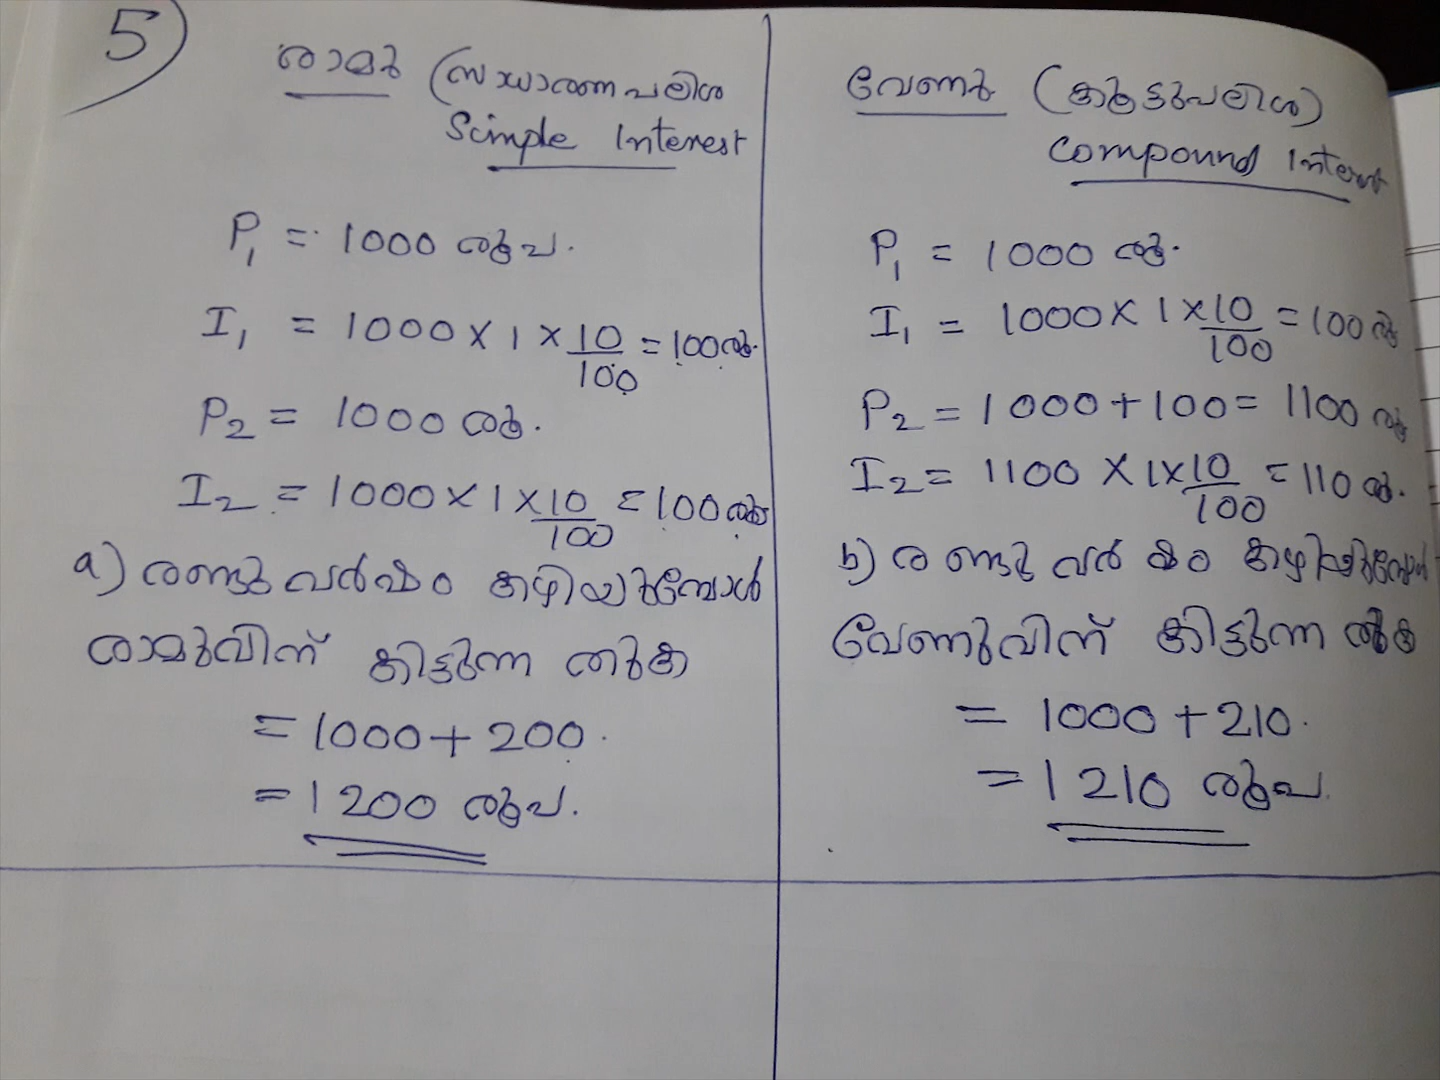 5
രാമു (സാധാരണ പലിശ
Simple Interest
P₁ = 1000 രൂപ.
I₁ = 1000 × 1 × 10/100 = 100 രൂ.
P₂ = 1000 രൂ.
I₂ = 1000 × 1 × 10/100 = 100 രൂ
a) രണ്ടു വർഷം കഴിയുമ്പോൾ
രാമുവിന് കിട്ടുന്ന തുക
= 1000 + 200.
= 1200 രൂപ.
വേണു (കൂട്ടുപലിശ)
Compound Interest
P₁ = 1000 രൂ.
I₁ = 1000 × 1 × 10/100 = 100 രൂ
P₂ = 1000 + 100 = 1100 രൂ
I₂ = 1100 × 1 × 10/100 = 110 രൂ.
b) രണ്ടു വർഷം കഴിയുമ്പോൾ
വേണുവിന് കിട്ടുന്ന തുക
= 1000 + 210.
= 1210 രൂപ.